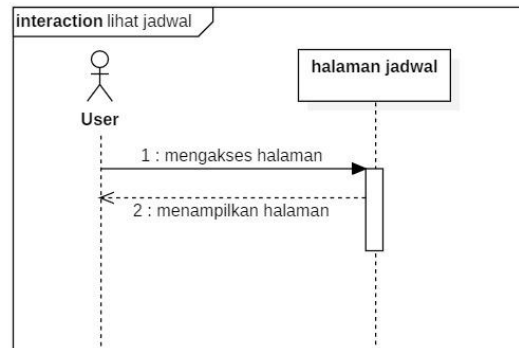 interaction lihat jadwal
halaman jadwal
User
1 : mengakses halaman
2 : menampilkan halaman